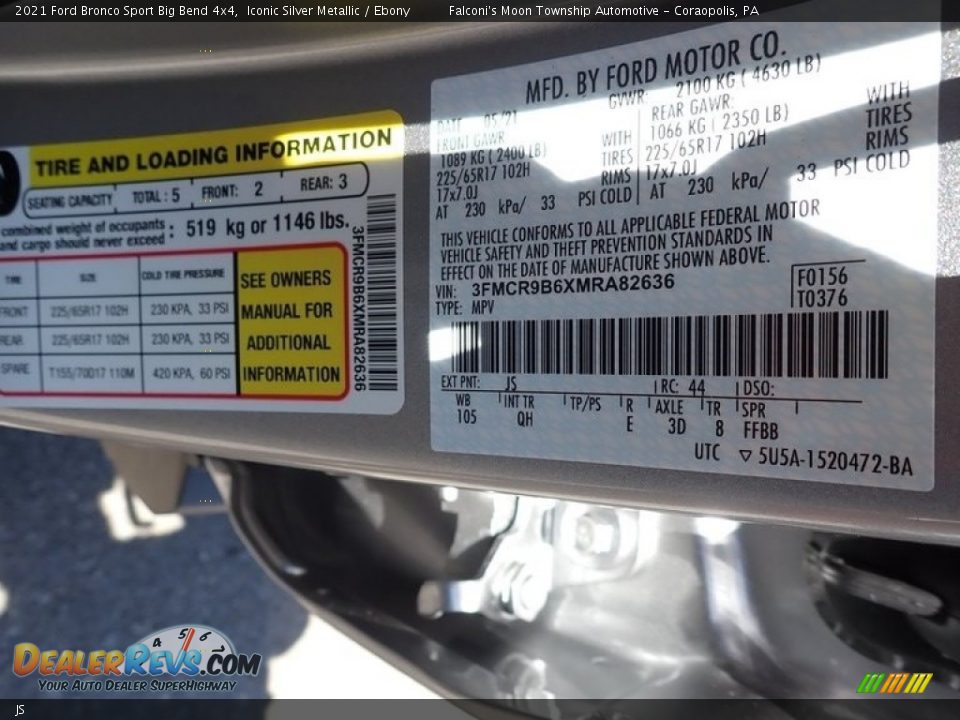 2021 Ford Bronco Sport Big Bend 4x4, Iconic Silver Metallic / Ebony Falconi's Moon Township Automotive - Coraopolis, PA
TIRE AND LOADING INFORMATION
SEATING CAPACITY TOTAL : 5 FRONT: 2 REAR: 3
combined weight of occupants
and cargo should never exceed : 519 kg or 1146 lbs.
TIRE SIZE COLD TIRE PRESSURE
FRONT 225/65R17 102H 230 KPA, 33 PSI
REAR 225/65R17 102H 230 KPA, 33 PSI
SPARE T155/70D17 110M 420 KPA, 60 PSI
SEE OWNERS
MANUAL FOR
ADDITIONAL
INFORMATION
3FMCR9B6XMRA82636
MFD. BY FORD MOTOR CO.
DATE 05/21 GVWR: 2100 KG ( 4630 LB)
FRONT GAWR
1089 KG ( 2400 LB) WITH
225/65R17 102H TIRES
17x7.0J RIMS
AT 230 kPa/ 33 PSI COLD
REAR GAWR:
1066 KG ( 2350 LB) WITH
225/65R17 102H TIRES
17x7.0J RIMS
AT 230 kPa/ 33 PSI COLD
THIS VEHICLE CONFORMS TO ALL APPLICABLE FEDERAL MOTOR
VEHICLE SAFETY AND THEFT PREVENTION STANDARDS IN
EFFECT ON THE DATE OF MANUFACTURE SHOWN ABOVE.
VIN: 3FMCR9B6XMRA82636
TYPE: MPV
F0156
T0376
EXT PNT: JS RC: 44 DSO:
WB INT TR TP/PS R AXLE TR SPR
105 QH E 3D 8 FFBB
UTC ▽ 5U5A-1520472-BA
4 5 6
DealerRevs.com
Your Auto Dealer SuperHighway
JS